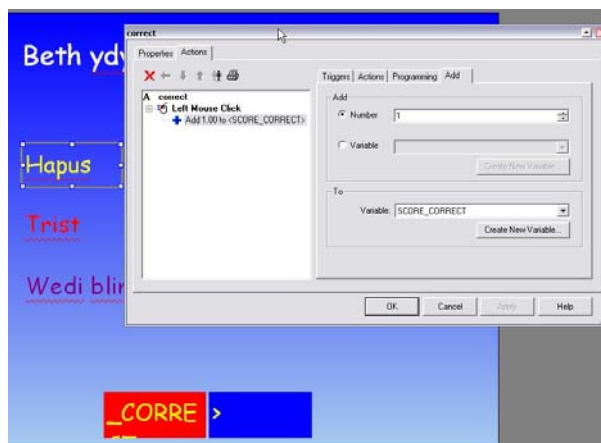 correct
Beth ydy
Properties Actions
Triggers Actions Programming Add
A correct
Left Mouse Click
Add 1.00 to <SCORE_CORRECT>
Add
Number 1
Variable
Create New Variable...
To
Variable: SCORE_CORRECT
Create New Variable...
OK Cancel Apply Help
Hapus
Trist
Wedi blin
_CORRE >